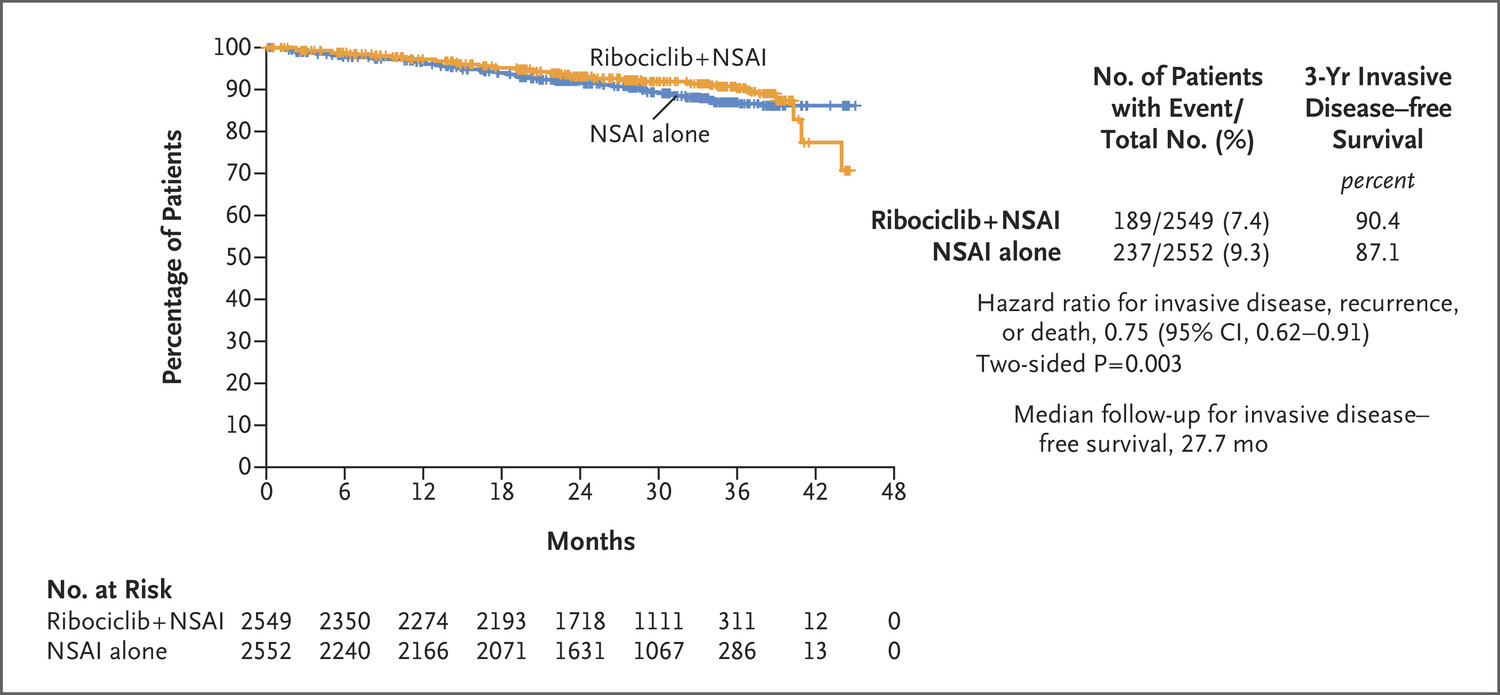 100
90
80
70
60
50
40
30
20
10
0
Percentage of Patients
0 6 12 18 24 30 36 42 48
Months
Ribociclib+NSAI
NSAI alone
No. of Patients
with Event/
Total No. (%)
3-Yr Invasive
Disease–free
Survival
percent
Ribociclib+NSAI 189/2549 (7.4) 90.4
NSAI alone 237/2552 (9.3) 87.1
Hazard ratio for invasive disease, recurrence,
or death, 0.75 (95% CI, 0.62–0.91)
Two-sided P=0.003
Median follow-up for invasive disease–
free survival, 27.7 mo
No. at Risk
Ribociclib+NSAI 2549 2350 2274 2193 1718 1111 311 12 0
NSAI alone 2552 2240 2166 2071 1631 1067 286 13 0